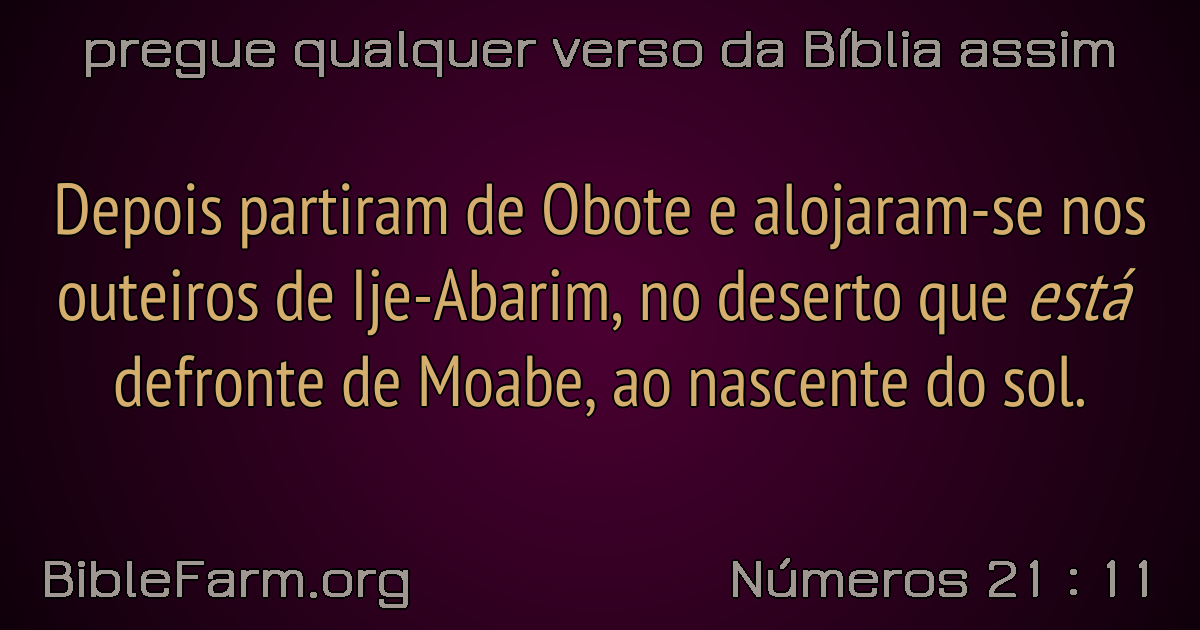 pregue qualquer verso da Bíblia assim
Depois partiram de Obote e alojaram-se nos
outeiros de Ije-Abarim, no deserto que está
defronte de Moabe, ao nascente do sol.
BibleFarm.org
Números 21 : 11